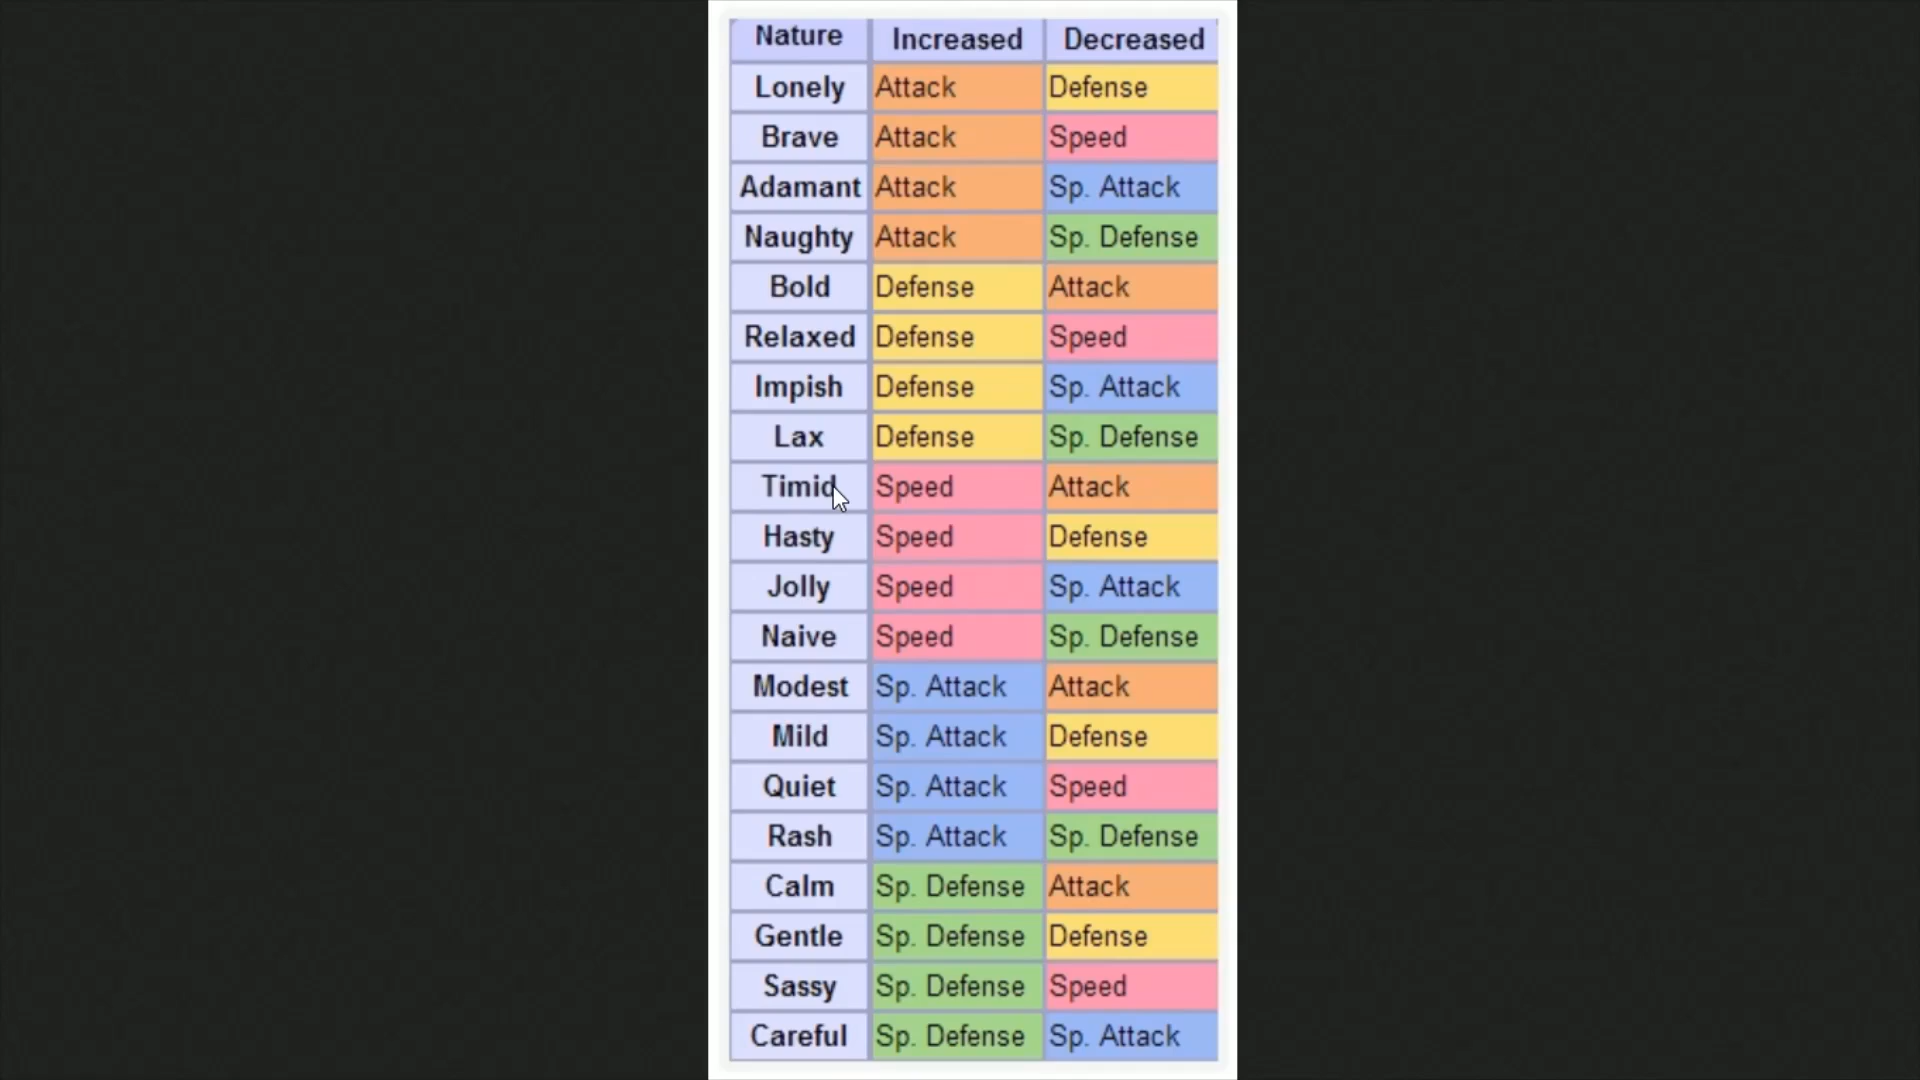 Nature Increased Decreased
Lonely Attack Defense
Brave Attack Speed
Adamant Attack Sp. Attack
Naughty Attack Sp. Defense
Bold Defense Attack
Relaxed Defense Speed
Impish Defense Sp. Attack
Lax Defense Sp. Defense
Timid Speed Attack
Hasty Speed Defense
Jolly Speed Sp. Attack
Naive Speed Sp. Defense
Modest Sp. Attack Attack
Mild Sp. Attack Defense
Quiet Sp. Attack Speed
Rash Sp. Attack Sp. Defense
Calm Sp. Defense Attack
Gentle Sp. Defense Defense
Sassy Sp. Defense Speed
Careful Sp. Defense Sp. Attack